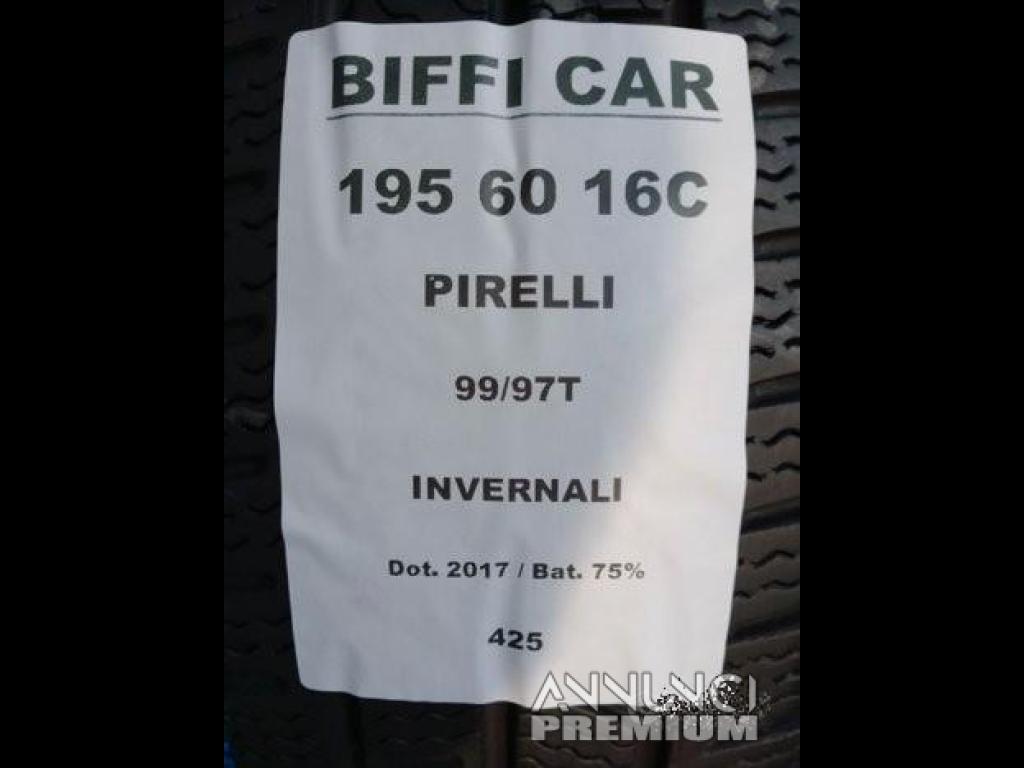 BIFFI CAR
195 60 16C
PIRELLI
99/97T
INVERNALI
Dot. 2017 / Bat. 75%
425
ANNUNCI
PREMIUM